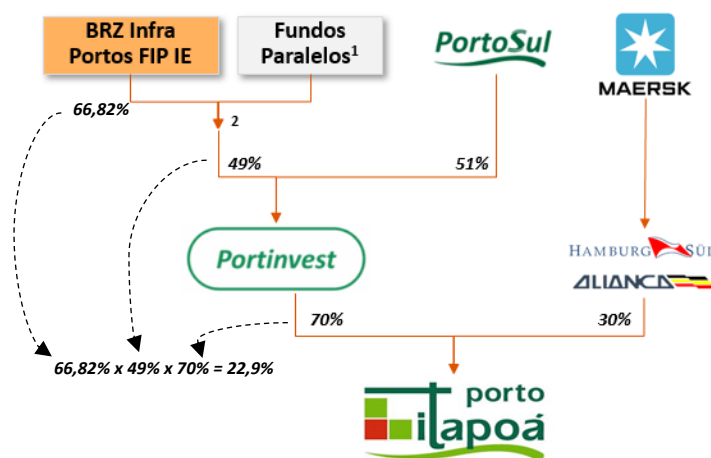 BRZ Infra
Portos FIP IE
Fundos
Paralelos¹
PortoSul
MAERSK
66,82%
2
49%
51%
Portinvest
HAMBURG SÜD
ALIANÇA
70%
30%
66,82% x 49% x 70% = 22,9%
porto
itapoá